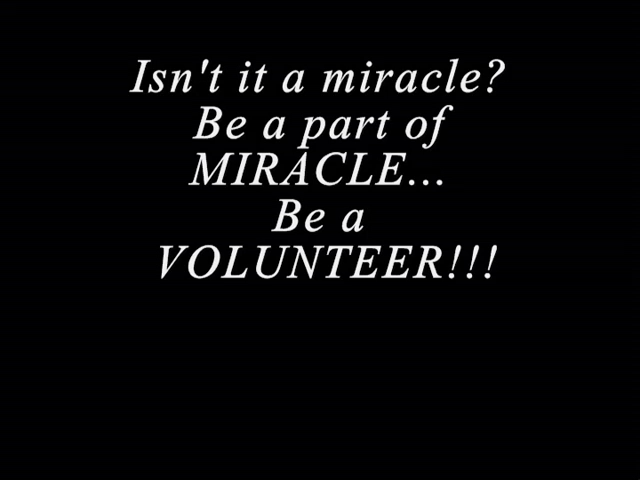 Isn't it a miracle?
Be a part of
MIRACLE...
Be a
VOLUNTEER!!!